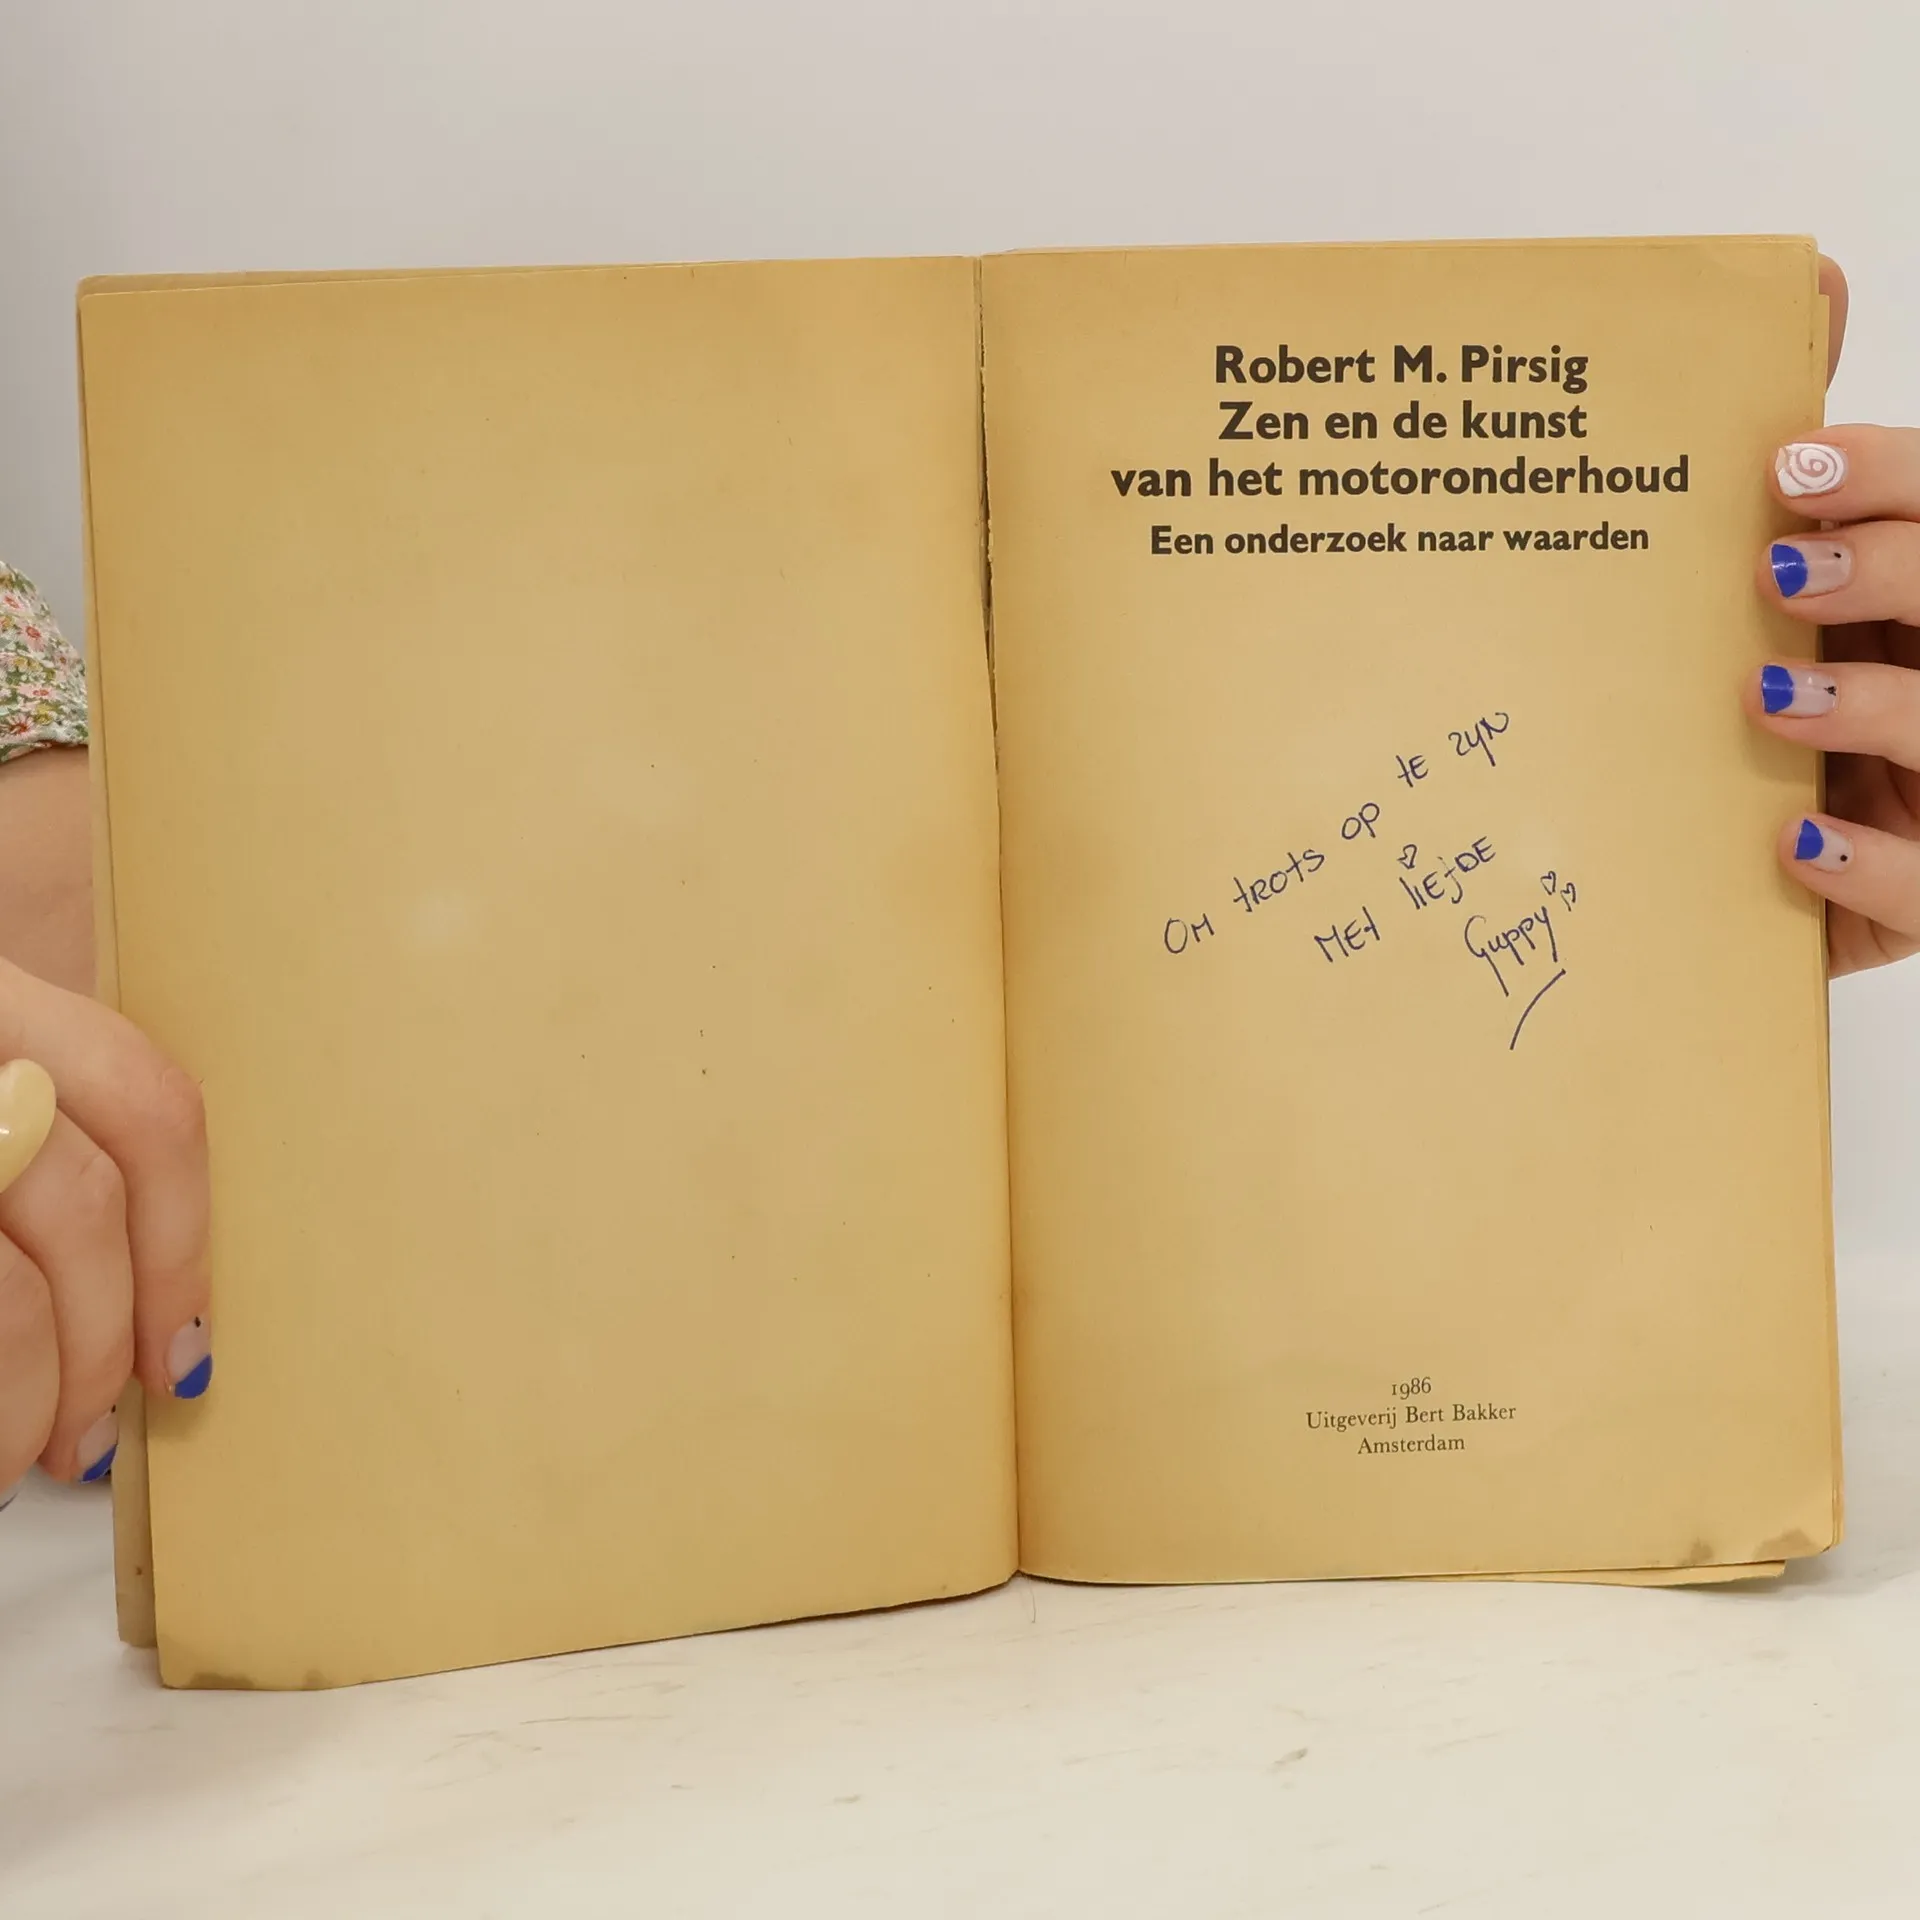 Robert M. Pirsig
Zen en de kunst
van het motoronderhoud
Een onderzoek naar waarden
Om trots op te zyn
Met liefde
Guppy
1986
Uitgeverij Bert Bakker
Amsterdam